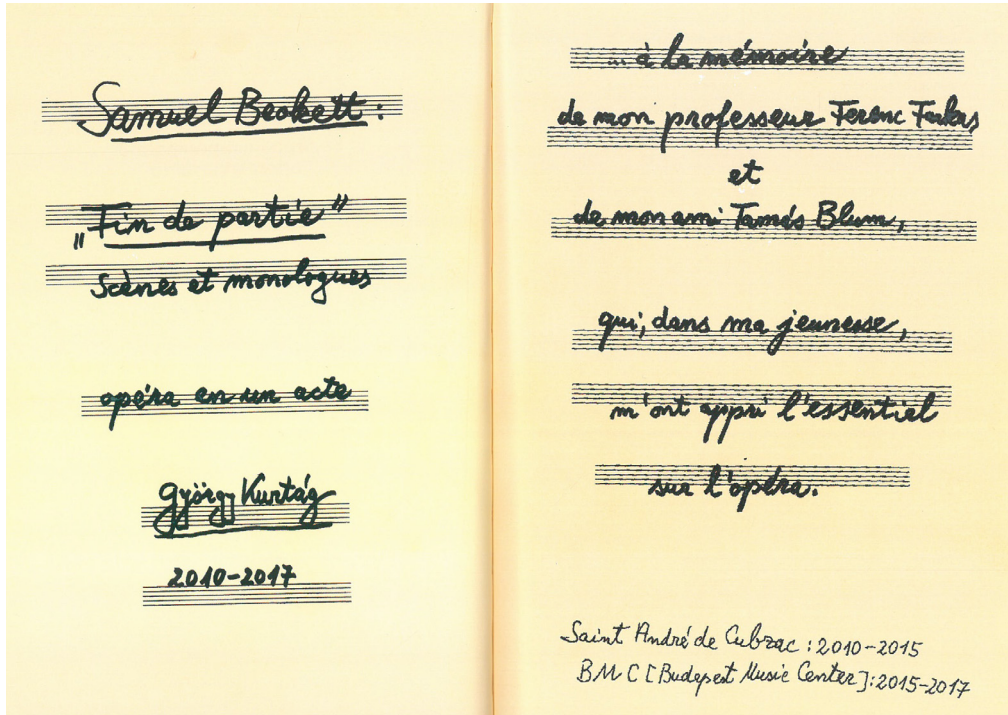 Samuel Beckett :
„Fin de partie”
Scènes et monologues
opéra en un acte
György Kurtág
2010-2017
... à la mémoire
de mon professeur Ferenc Farkas
et
de mon ami Tamás Blum,
qui, dans ma jeunesse,
m'ont appri l'essentiel
sur l'opéra.
Saint André de Cubzac : 2010-2015
BMC [Budapest Music Center]: 2015-2017